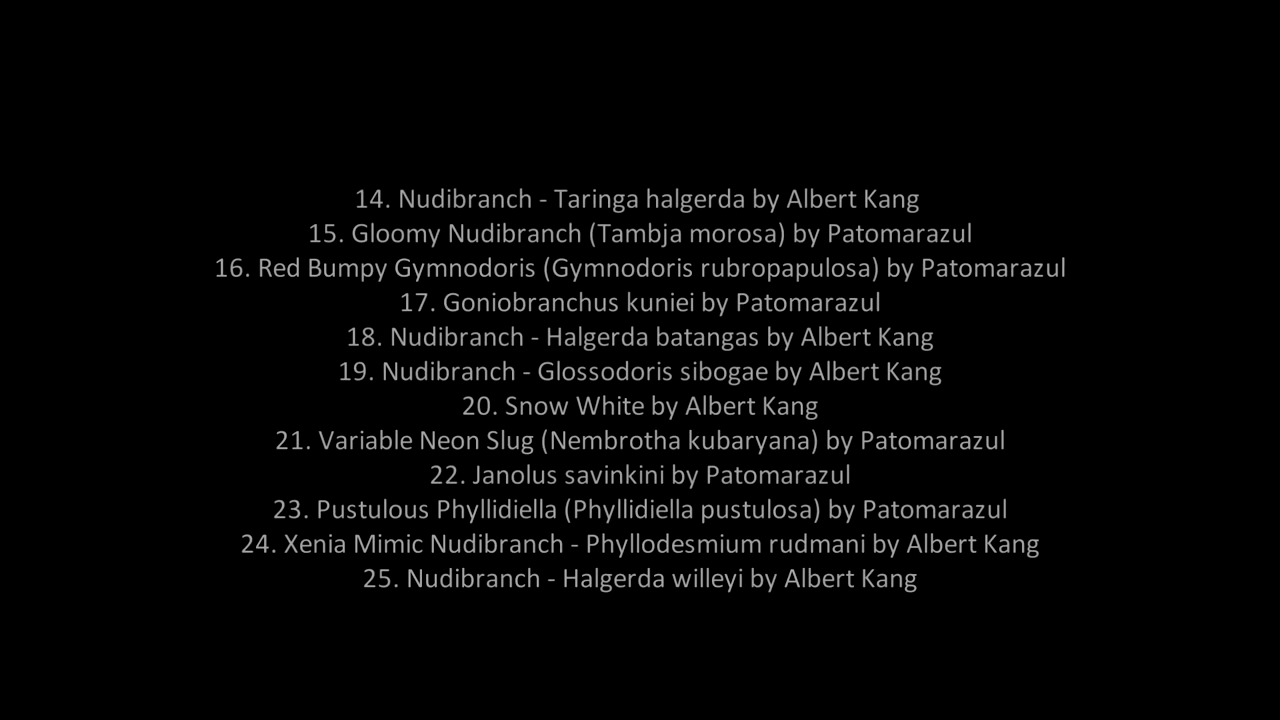 14. Nudibranch - Taringa halgerda by Albert Kang
15. Gloomy Nudibranch (Tambja morosa) by Patomarazul
16. Red Bumpy Gymnodoris (Gymnodoris rubropapulosa) by Patomarazul
17. Goniobranchus kuniei by Patomarazul
18. Nudibranch - Halgerda batangas by Albert Kang
19. Nudibranch - Glossodoris sibogae by Albert Kang
20. Snow White by Albert Kang
21. Variable Neon Slug (Nembrotha kubaryana) by Patomarazul
22. Janolus savinkini by Patomarazul
23. Pustulous Phyllidiella (Phyllidiella pustulosa) by Patomarazul
24. Xenia Mimic Nudibranch - Phyllodesmium rudmani by Albert Kang
25. Nudibranch - Halgerda willeyi by Albert Kang